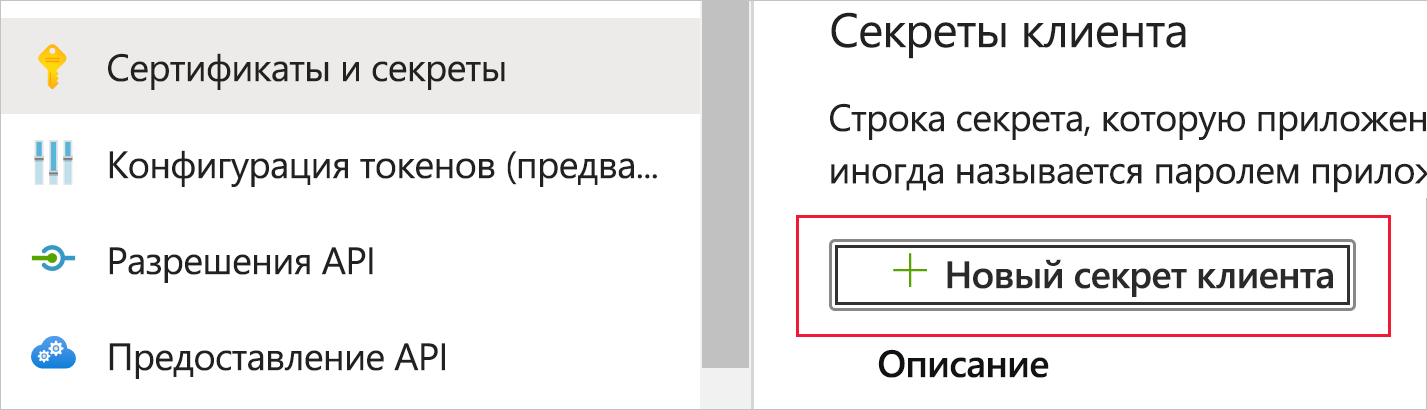 Сертификаты и секреты
Конфигурация токенов (предва...
Разрешения API
Предоставление API
Секреты клиента
Строка секрета, которую приложен
иногда называется паролем прилож
Новый секрет клиента
Описание